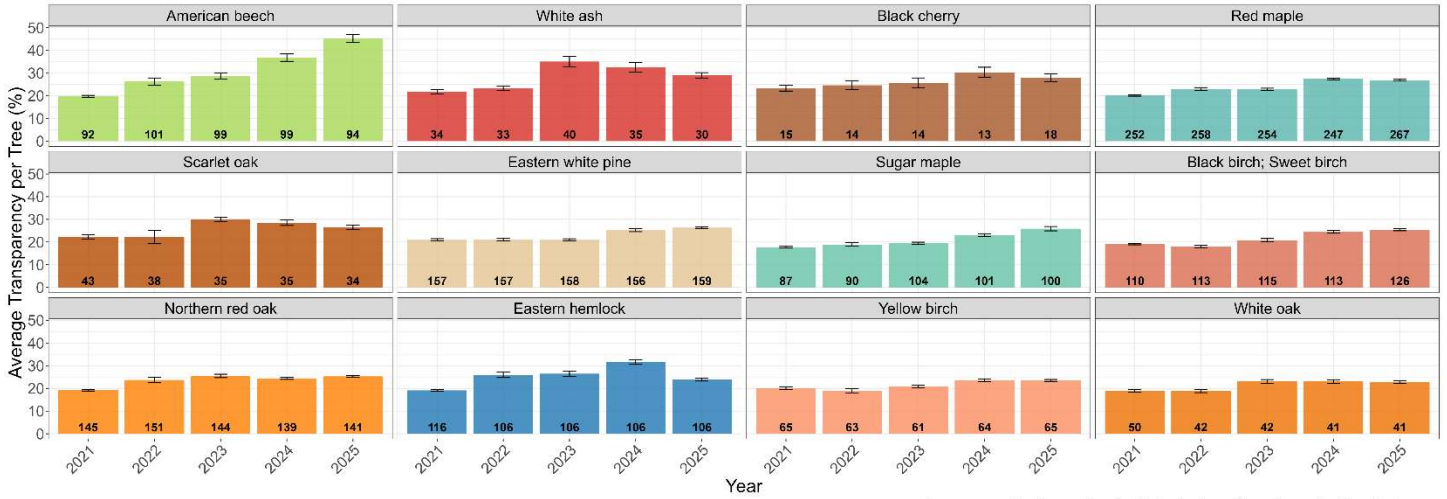 American beech White ash Black cherry Red maple
50
40
30
20
10
0
92 101 99 99 94 34 33 40 35 30 15 14 14 13 18 252 258 254 247 267
Scarlet oak Eastern white pine Sugar maple Black birch; Sweet birch
50
40
30
20
10
0
43 38 35 35 34 157 157 158 156 159 87 90 104 101 100 110 113 115 113 126
Northern red oak Eastern hemlock Yellow birch White oak
50
40
30
20
10
0
145 151 144 139 141 116 106 106 106 106 65 63 61 64 65 50 42 42 41 41
2021 2022 2023 2024 2025 2021 2022 2023 2024 2025 2021 2022 2023 2024 2025 2021 2022 2023 2024 2025
Average Transparency per Tree (%)
Year